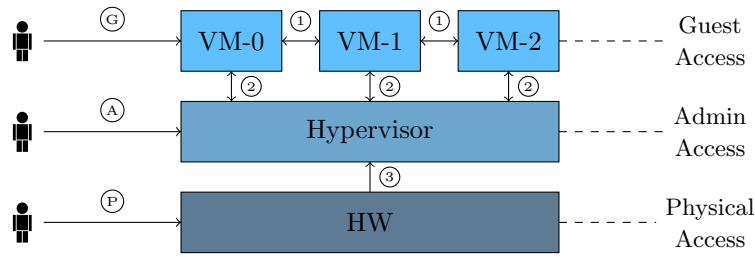 G
VM-0
1
VM-1
1
VM-2
Guest
Access
2
2
2
A
Hypervisor
Admin
Access
3
P
HW
Physical
Access